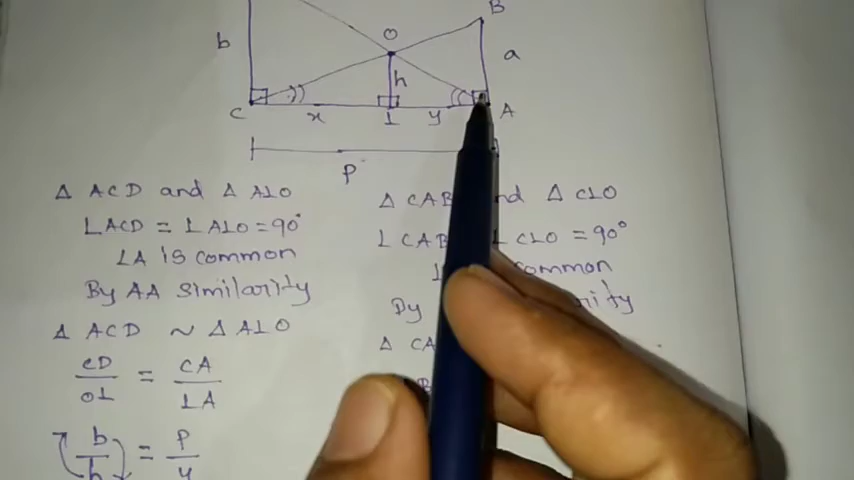 B
O
b
a
h
C
x
L
y
A
P
Δ ACD and Δ ALO
∠ACD = ∠ALO = 90°
∠A is common
By AA similarity
Δ ACD ~ Δ ALO
CD / OL = CA / LA
b / h = P / y
Δ CAB and Δ CLO
∠CAB ∠CLO = 90°
common
By
Δ CA